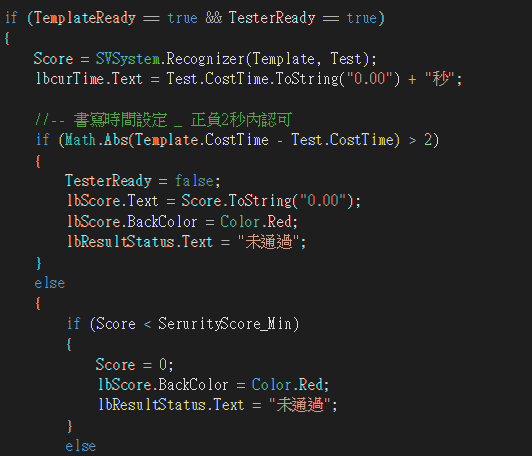 if (TemplateReady == true && TesterReady == true)
{
Score = SVSystem.Recognizer(Template, Test);
lbcurTime.Text = Test.CostTime.ToString("0.00") + "秒";
//-- 書寫時間設定 _ 正負2秒內認可
if (Math.Abs(Template.CostTime - Test.CostTime) > 2)
{
TesterReady = false;
lbScore.Text = Score.ToString("0.00");
lbScore.BackColor = Color.Red;
lbResultStatus.Text = "未通過";
}
else
{
if (Score < SerurityScore_Min)
{
Score = 0;
lbScore.BackColor = Color.Red;
lbResultStatus.Text = "未通過";
}
else